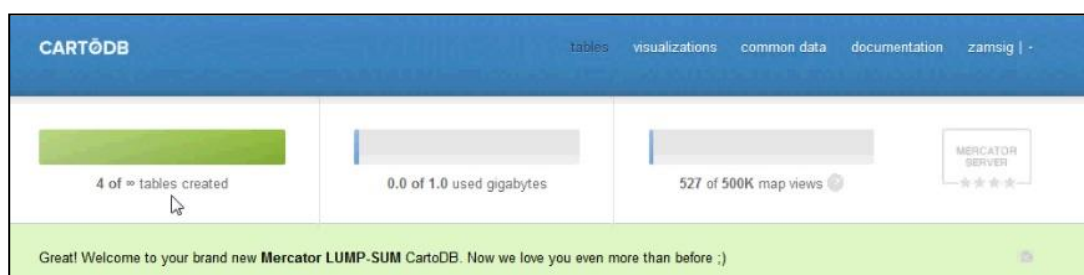 CARTŌDB
tables visualizations common data documentation zamsig | -
4 of ∞ tables created
0.0 of 1.0 used gigabytes
527 of 500K map views ?
MERCATOR
SERVER
Great! Welcome to your brand new Mercator LUMP-SUM CartoDB. Now we love you even more than before ;)